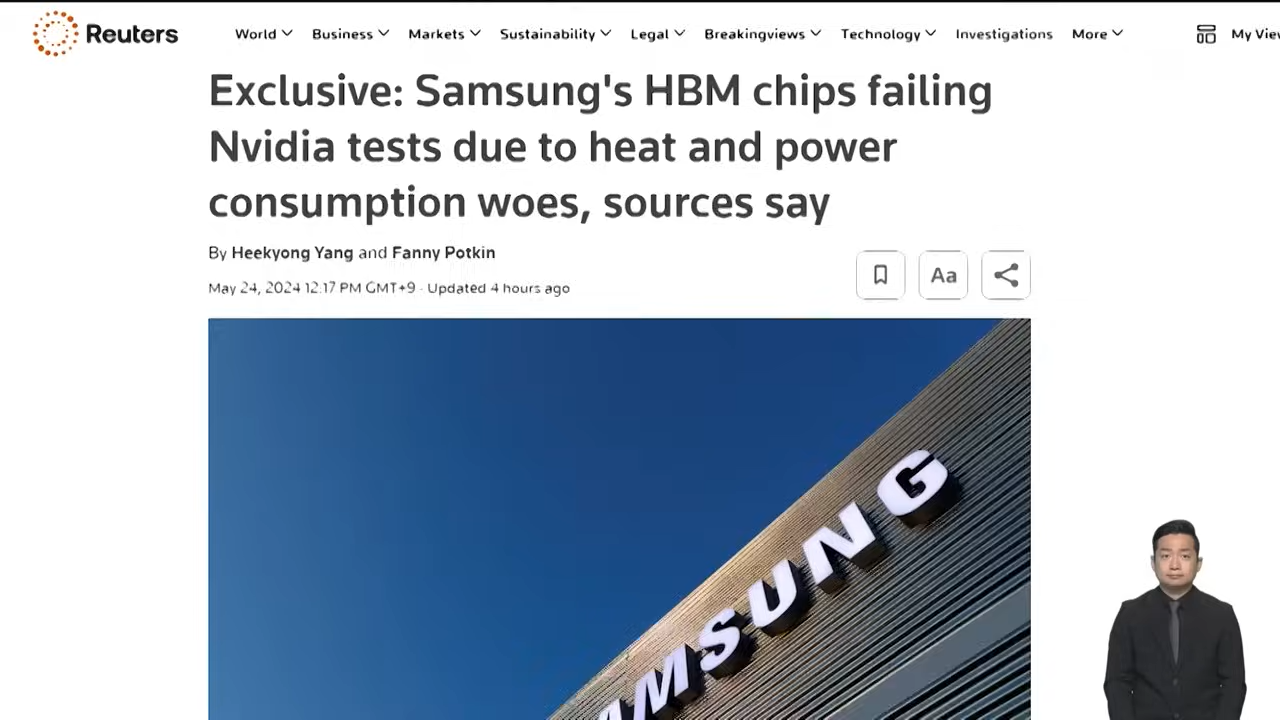 Reuters
World Business Markets Sustainability Legal Breakingviews Technology Investigations More My View
Exclusive: Samsung's HBM chips failing
Nvidia tests due to heat and power
consumption woes, sources say
By Heekyong Yang and Fanny Potkin
May 24, 2024 12:17 PM GMT+9 · Updated 4 hours ago
Aa
AMSUNG